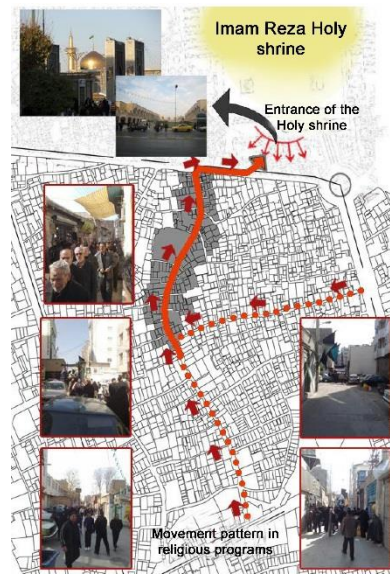 Imam Reza Holy
shrine
Entrance of the
Holy shrine
Movement pattern in
religious programs